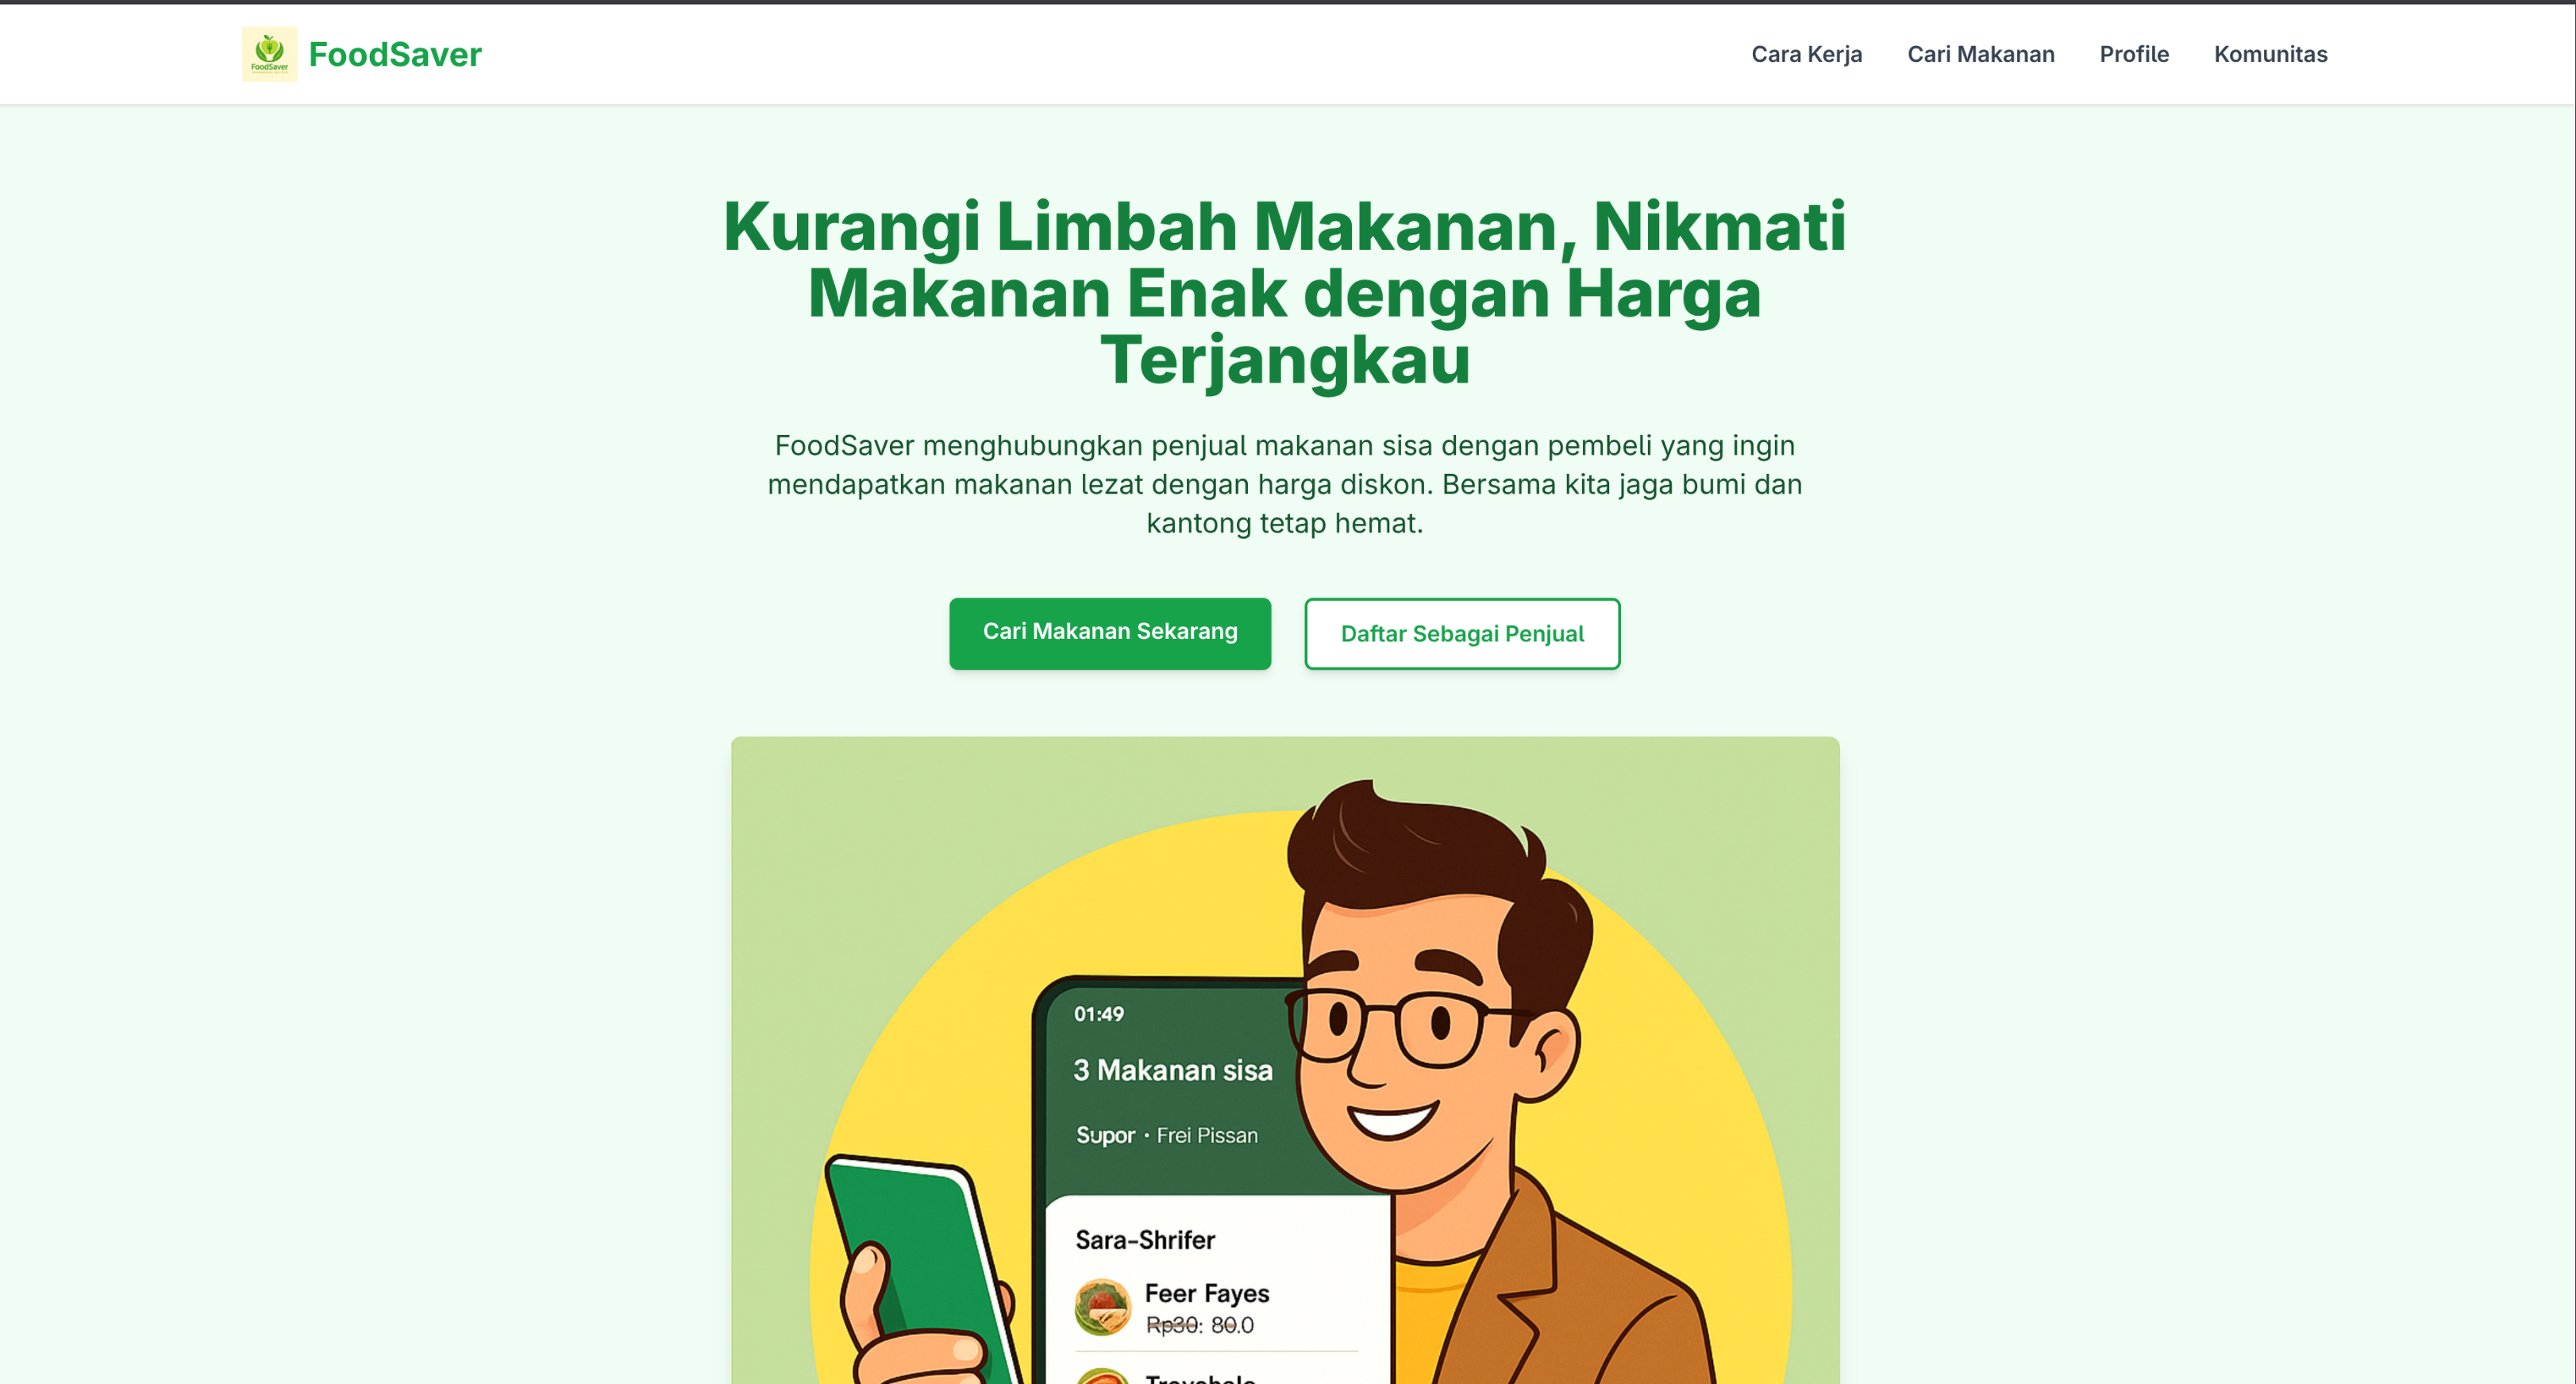 FoodSaver
FoodSaver
Cara Kerja
Cari Makanan
Profile
Komunitas
Kurangi Limbah Makanan, Nikmati
Makanan Enak dengan Harga
Terjangkau
FoodSaver menghubungkan penjual makanan sisa dengan pembeli yang ingin
mendapatkan makanan lezat dengan harga diskon. Bersama kita jaga bumi dan
kantong tetap hemat.
Cari Makanan Sekarang
Daftar Sebagai Penjual
01:49
3 Makanan sisa
Supor · Frei Pissan
Sara-Shrifer
Feer Fayes
Rp30: 80.0